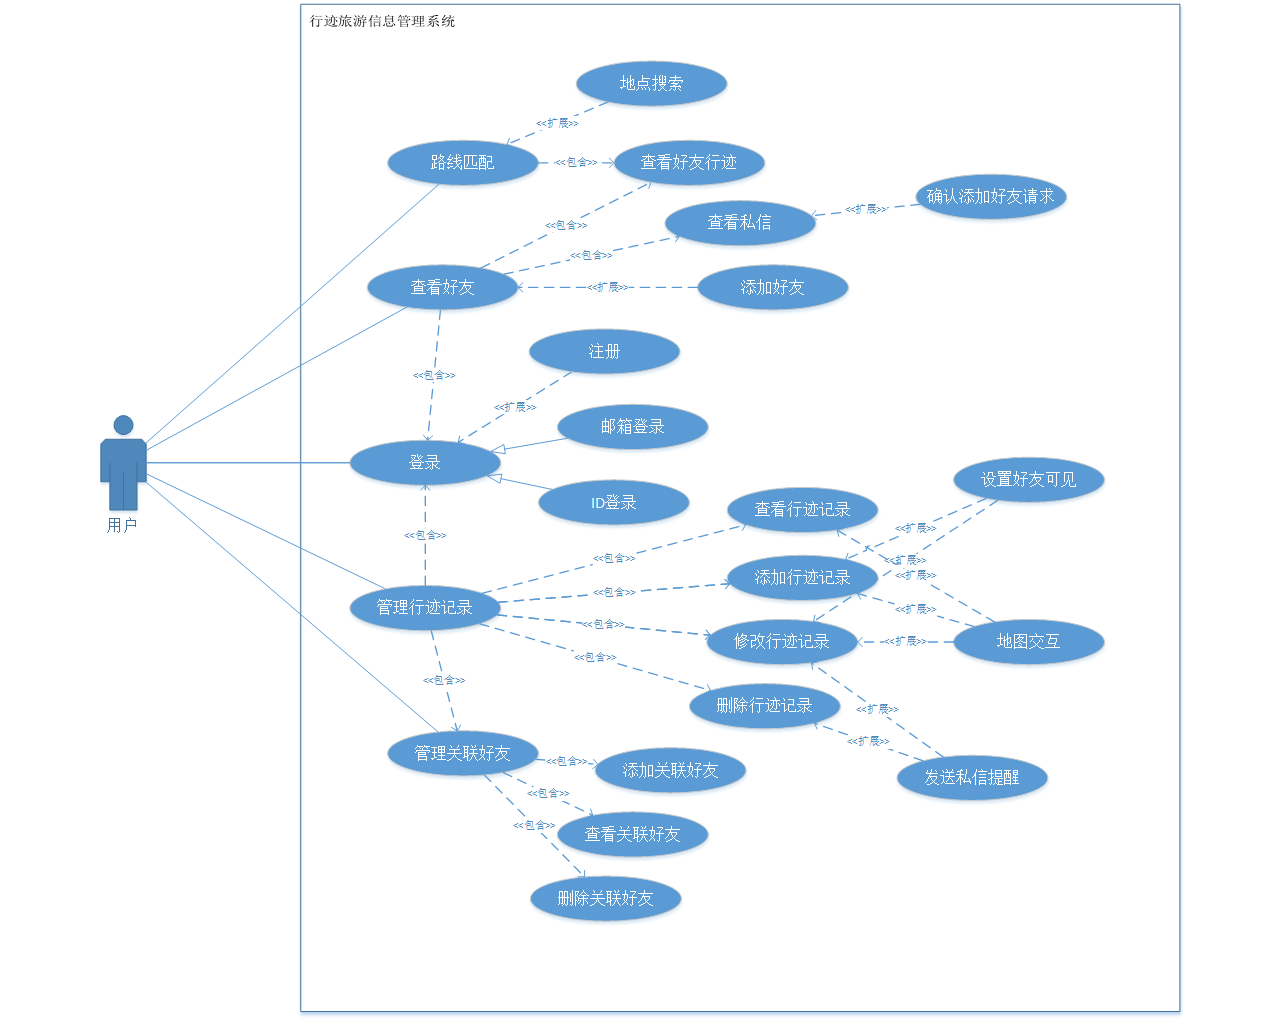 行迹旅游信息管理系统
地点搜索
<<扩展>>
路线匹配
<<包含>>
查看好友行迹
确认添加好友请求
<<扩展>>
查看私信
<<包含>>
<<包含>>
查看好友
<<扩展>>
添加好友
注册
<<包含>>
<<扩展>>
邮箱登录
登录
ID登录
用户
设置好友可见
查看行迹记录
<<包含>>
<<扩展>>
<<包含>>
<<扩展>>
添加行迹记录
<<扩展>>
<<包含>>
管理行迹记录
<<扩展>>
<<包含>>
修改行迹记录
<<扩展>>
地图交互
<<包含>>
<<包含>>
删除行迹记录
<<扩展>>
<<扩展>>
管理关联好友
<<包含>>
添加关联好友
发送私信提醒
<<包含>>
<<包含>>
查看关联好友
删除关联好友